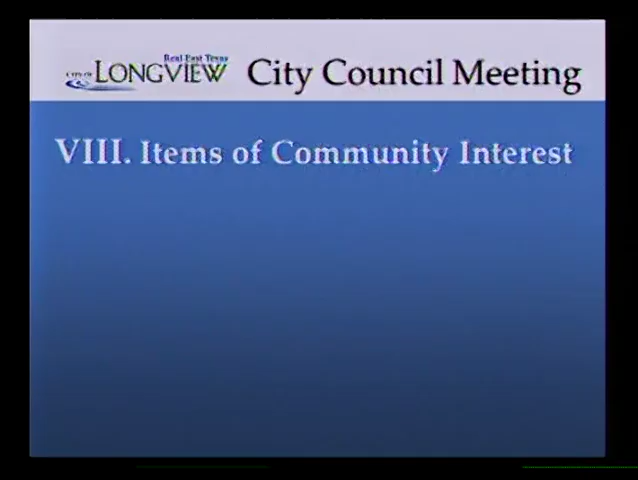 Real East Texas
CITY OF LONGVIEW City Council Meeting
VIII. Items of Community Interest